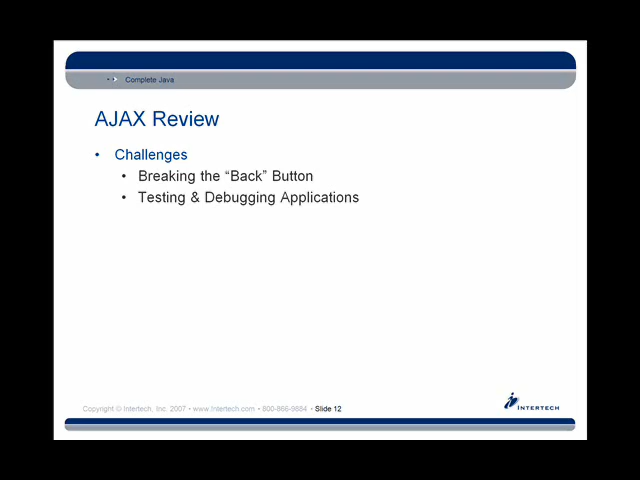 Complete Java
AJAX Review
• Challenges
• Breaking the “Back” Button
• Testing & Debugging Applications
Copyright © Intertech, Inc. 2007 • www.Intertech.com • 800-866-9884 • Slide 12
INTERTECH